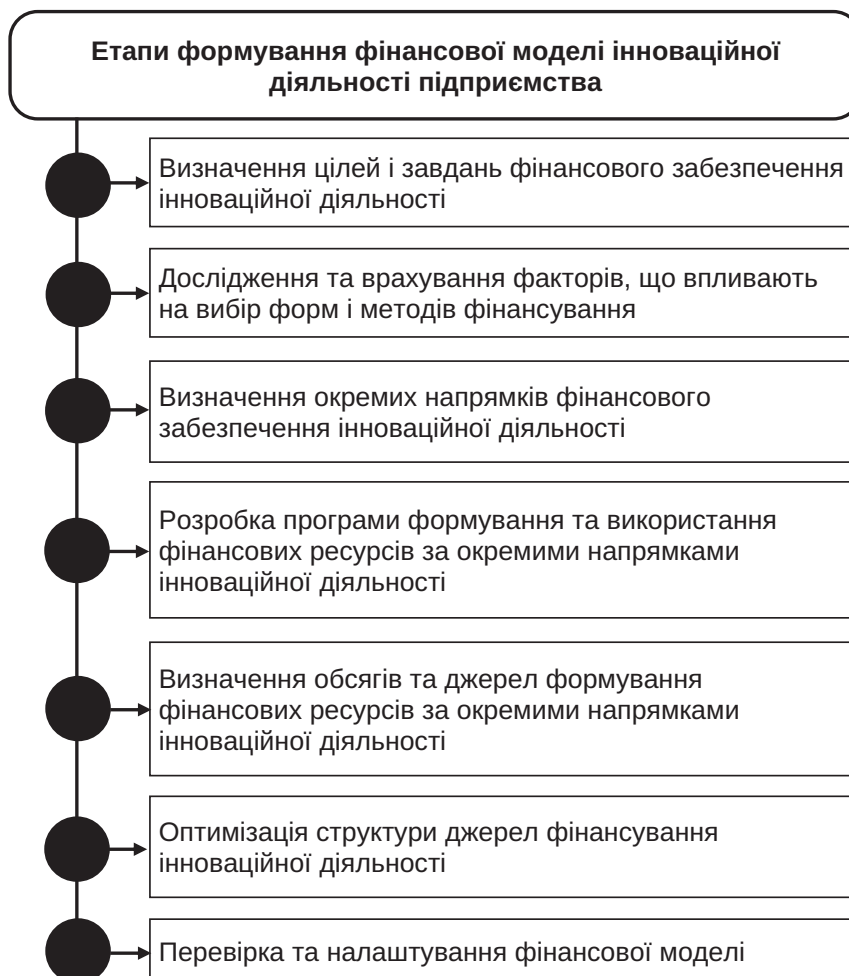 Етапи формування фінансової моделі інноваційної
діяльності підприємства
Визначення цілей і завдань фінансового забезпечення
інноваційної діяльності
Дослідження та врахування факторів, що впливають
на вибір форм і методів фінансування
Визначення окремих напрямків фінансового
забезпечення інноваційної діяльності
Розробка програми формування та використання
фінансових ресурсів за окремими напрямками
інноваційної діяльності
Визначення обсягів та джерел формування
фінансових ресурсів за окремими напрямками
інноваційної діяльності
Оптимізація структури джерел фінансування
інноваційної діяльності
Перевірка та налаштування фінансової моделі